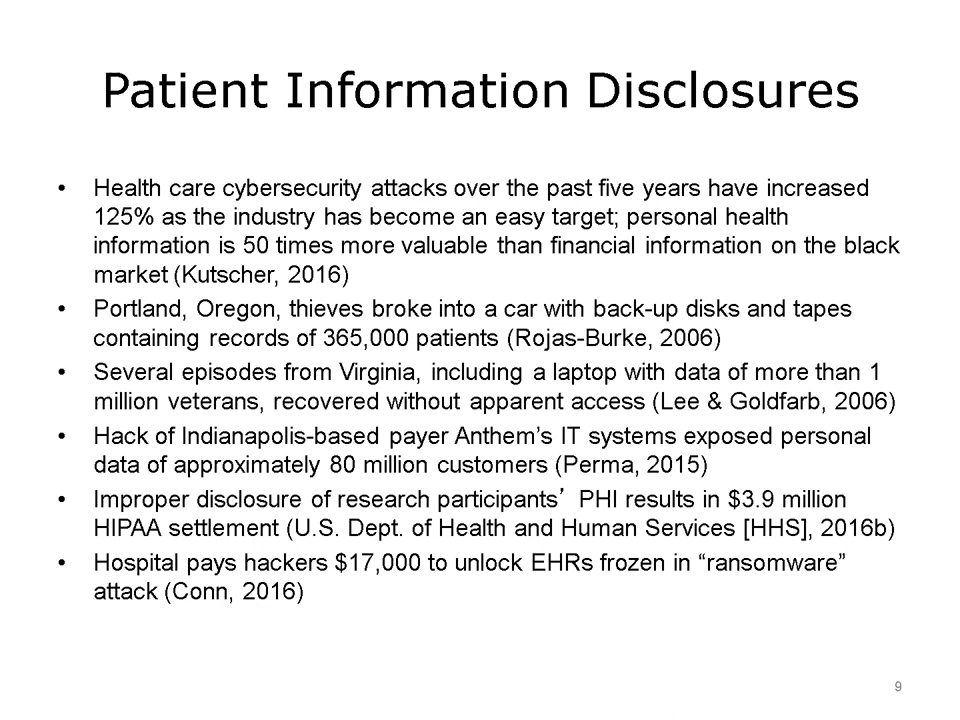 Patient Information Disclosures
• Health care cybersecurity attacks over the past five years have increased
125% as the industry has become an easy target; personal health
information is 50 times more valuable than financial information on the black
market (Kutscher, 2016)
• Portland, Oregon, thieves broke into a car with back-up disks and tapes
containing records of 365,000 patients (Rojas-Burke, 2006)
• Several episodes from Virginia, including a laptop with data of more than 1
million veterans, recovered without apparent access (Lee & Goldfarb, 2006)
• Hack of Indianapolis-based payer Anthem’s IT systems exposed personal
data of approximately 80 million customers (Perma, 2015)
• Improper disclosure of research participants’ PHI results in $3.9 million
HIPAA settlement (U.S. Dept. of Health and Human Services [HHS], 2016b)
• Hospital pays hackers $17,000 to unlock EHRs frozen in “ransomware”
attack (Conn, 2016)
9